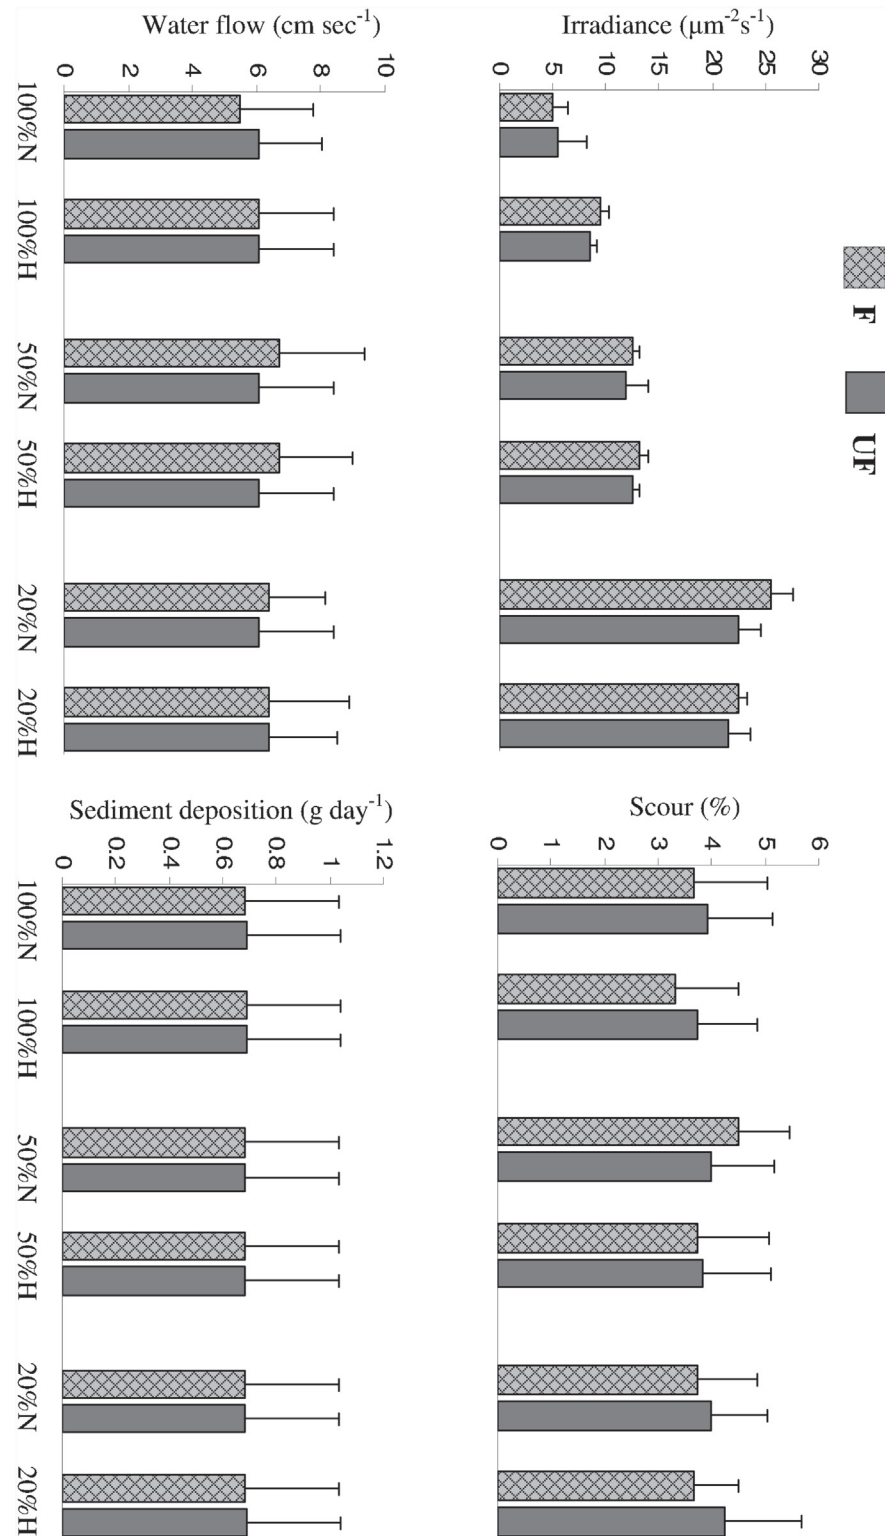 F UF
Irradiance (µm⁻²s⁻¹)
0 5 10 15 20 25 30
Scour (%)
0 1 2 3 4 5 6
Water flow (cm sec⁻¹)
0 2 4 6 8 10
100%N 100%H 50%N 50%H 20%N 20%H
Sediment deposition (g day⁻¹)
0 0.2 0.4 0.6 0.8 1 1.2
100%N 100%H 50%N 50%H 20%N 20%H